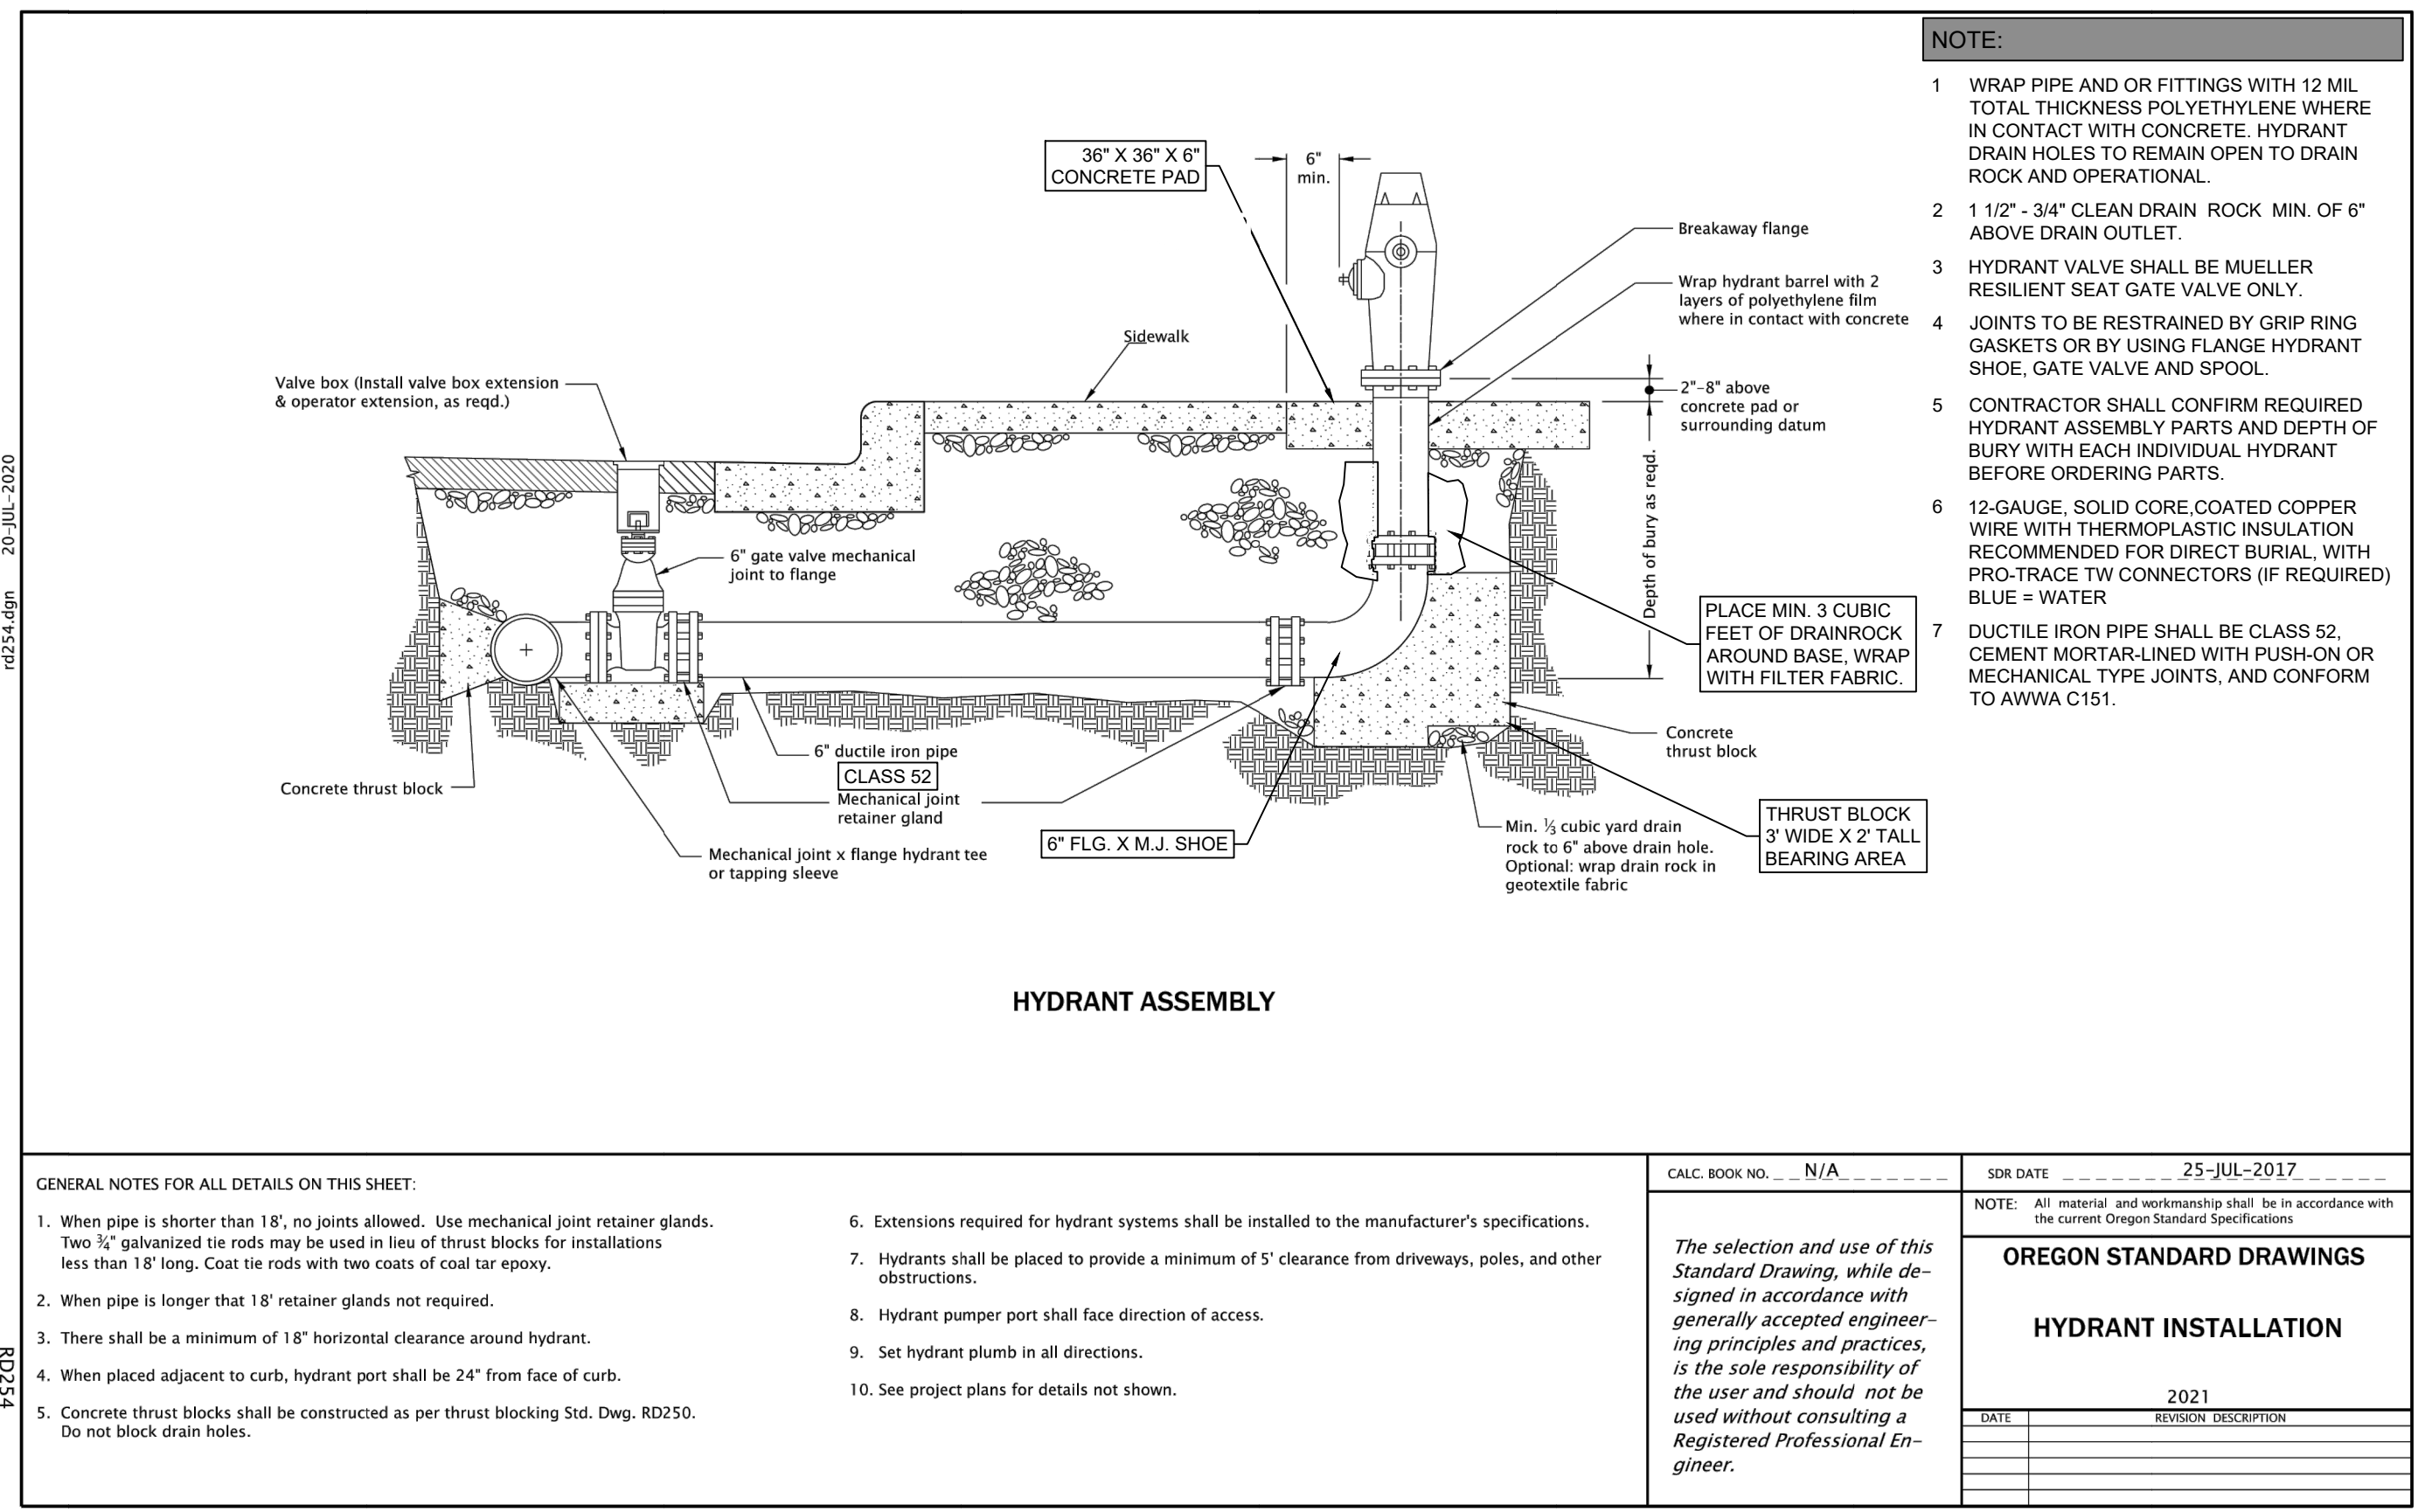 NOTE:
1 WRAP PIPE AND OR FITTINGS WITH 12 MIL
TOTAL THICKNESS POLYETHYLENE WHERE
IN CONTACT WITH CONCRETE. HYDRANT
DRAIN HOLES TO REMAIN OPEN TO DRAIN
ROCK AND OPERATIONAL.
2 1 1/2" - 3/4" CLEAN DRAIN ROCK MIN. OF 6"
ABOVE DRAIN OUTLET.
3 HYDRANT VALVE SHALL BE MUELLER
RESILIENT SEAT GATE VALVE ONLY.
4 JOINTS TO BE RESTRAINED BY GRIP RING
GASKETS OR BY USING FLANGE HYDRANT
SHOE, GATE VALVE AND SPOOL.
5 CONTRACTOR SHALL CONFIRM REQUIRED
HYDRANT ASSEMBLY PARTS AND DEPTH OF
BURY WITH EACH INDIVIDUAL HYDRANT
BEFORE ORDERING PARTS.
6 12-GAUGE, SOLID CORE,COATED COPPER
WIRE WITH THERMOPLASTIC INSULATION
RECOMMENDED FOR DIRECT BURIAL, WITH
PRO-TRACE TW CONNECTORS (IF REQUIRED)
BLUE = WATER
7 DUCTILE IRON PIPE SHALL BE CLASS 52,
CEMENT MORTAR-LINED WITH PUSH-ON OR
MECHANICAL TYPE JOINTS, AND CONFORM
TO AWWA C151.
36" X 36" X 6"
CONCRETE PAD
6"
min.
Breakaway flange
Wrap hydrant barrel with 2
layers of polyethylene film
where in contact with concrete
Sidewalk
Valve box (Install valve box extension
& operator extension, as reqd.)
2"-8" above
concrete pad or
surrounding datum
Depth of bury as reqd.
6" gate valve mechanical
joint to flange
PLACE MIN. 3 CUBIC
FEET OF DRAINROCK
AROUND BASE, WRAP
WITH FILTER FABRIC.
Concrete
thrust block
6" ductile iron pipe
CLASS 52
Mechanical joint
retainer gland
Concrete thrust block
6" FLG. X M.J. SHOE
Mechanical joint x flange hydrant tee
or tapping sleeve
Min. ⅓ cubic yard drain
rock to 6" above drain hole.
Optional: wrap drain rock in
geotextile fabric
THRUST BLOCK
3' WIDE X 2' TALL
BEARING AREA
HYDRANT ASSEMBLY
rd254.dgn 20-JUL-2020
RD254
GENERAL NOTES FOR ALL DETAILS ON THIS SHEET:
1. When pipe is shorter than 18', no joints allowed. Use mechanical joint retainer glands.
Two ¾" galvanized tie rods may be used in lieu of thrust blocks for installations
less than 18' long. Coat tie rods with two coats of coal tar epoxy.
2. When pipe is longer that 18' retainer glands not required.
3. There shall be a minimum of 18" horizontal clearance around hydrant.
4. When placed adjacent to curb, hydrant port shall be 24" from face of curb.
5. Concrete thrust blocks shall be constructed as per thrust blocking Std. Dwg. RD250.
Do not block drain holes.
6. Extensions required for hydrant systems shall be installed to the manufacturer's specifications.
7. Hydrants shall be placed to provide a minimum of 5' clearance from driveways, poles, and other
obstructions.
8. Hydrant pumper port shall face direction of access.
9. Set hydrant plumb in all directions.
10. See project plans for details not shown.
CALC. BOOK NO. N/A
The selection and use of this
Standard Drawing, while de-
signed in accordance with
generally accepted engineer-
ing principles and practices,
is the sole responsibility of
the user and should not be
used without consulting a
Registered Professional En-
gineer.
SDR DATE 25-JUL-2017
NOTE: All material and workmanship shall be in accordance with
the current Oregon Standard Specifications
OREGON STANDARD DRAWINGS
HYDRANT INSTALLATION
2021
DATE REVISION DESCRIPTION